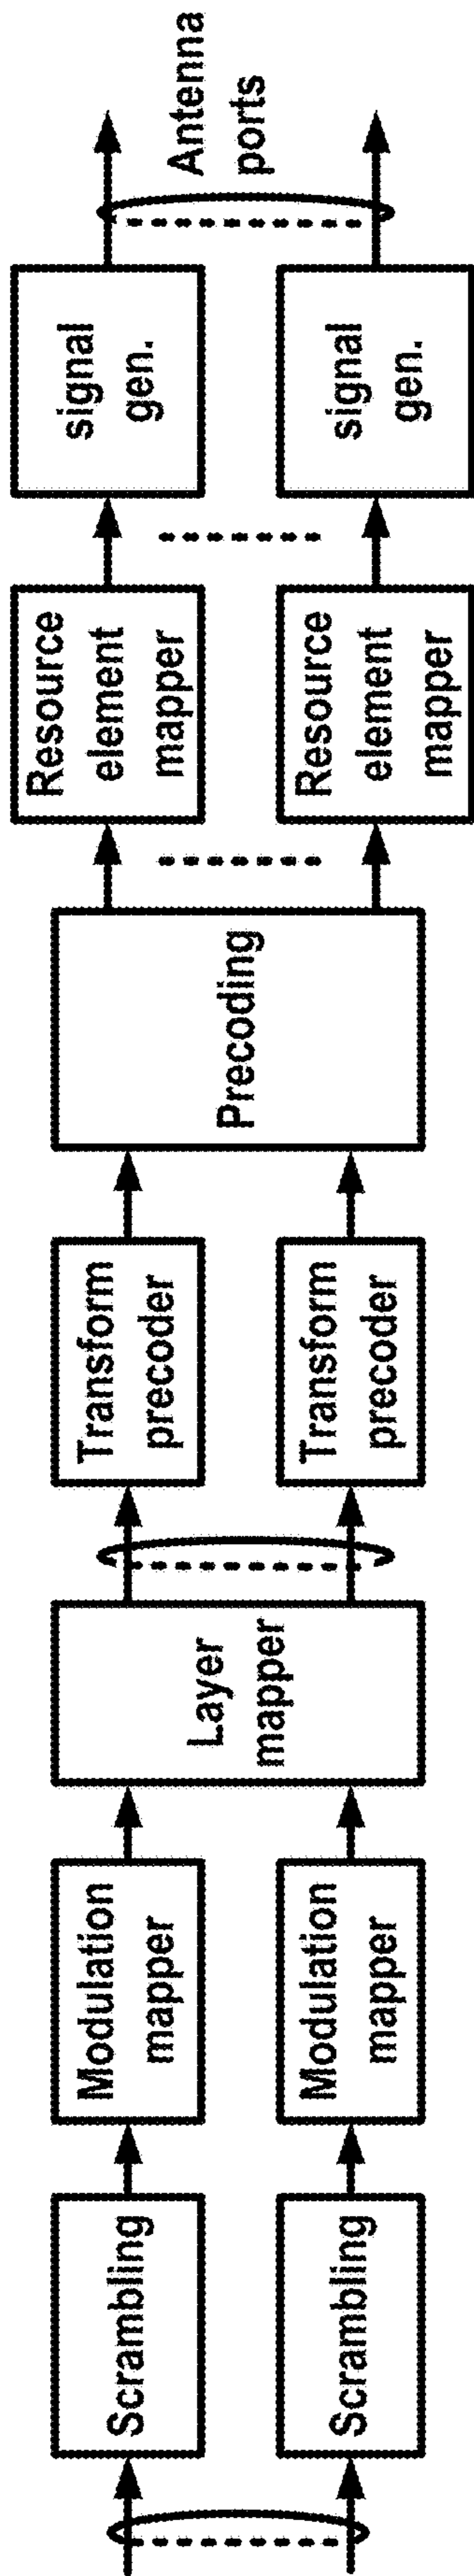 Scrambling
Scrambling
Modulation
mapper
Modulation
mapper
Layer
mapper
Transform
precoder
Transform
precoder
Precoding
Resource
element
mapper
Resource
element
mapper
signal
gen.
signal
gen.
Antenna
ports